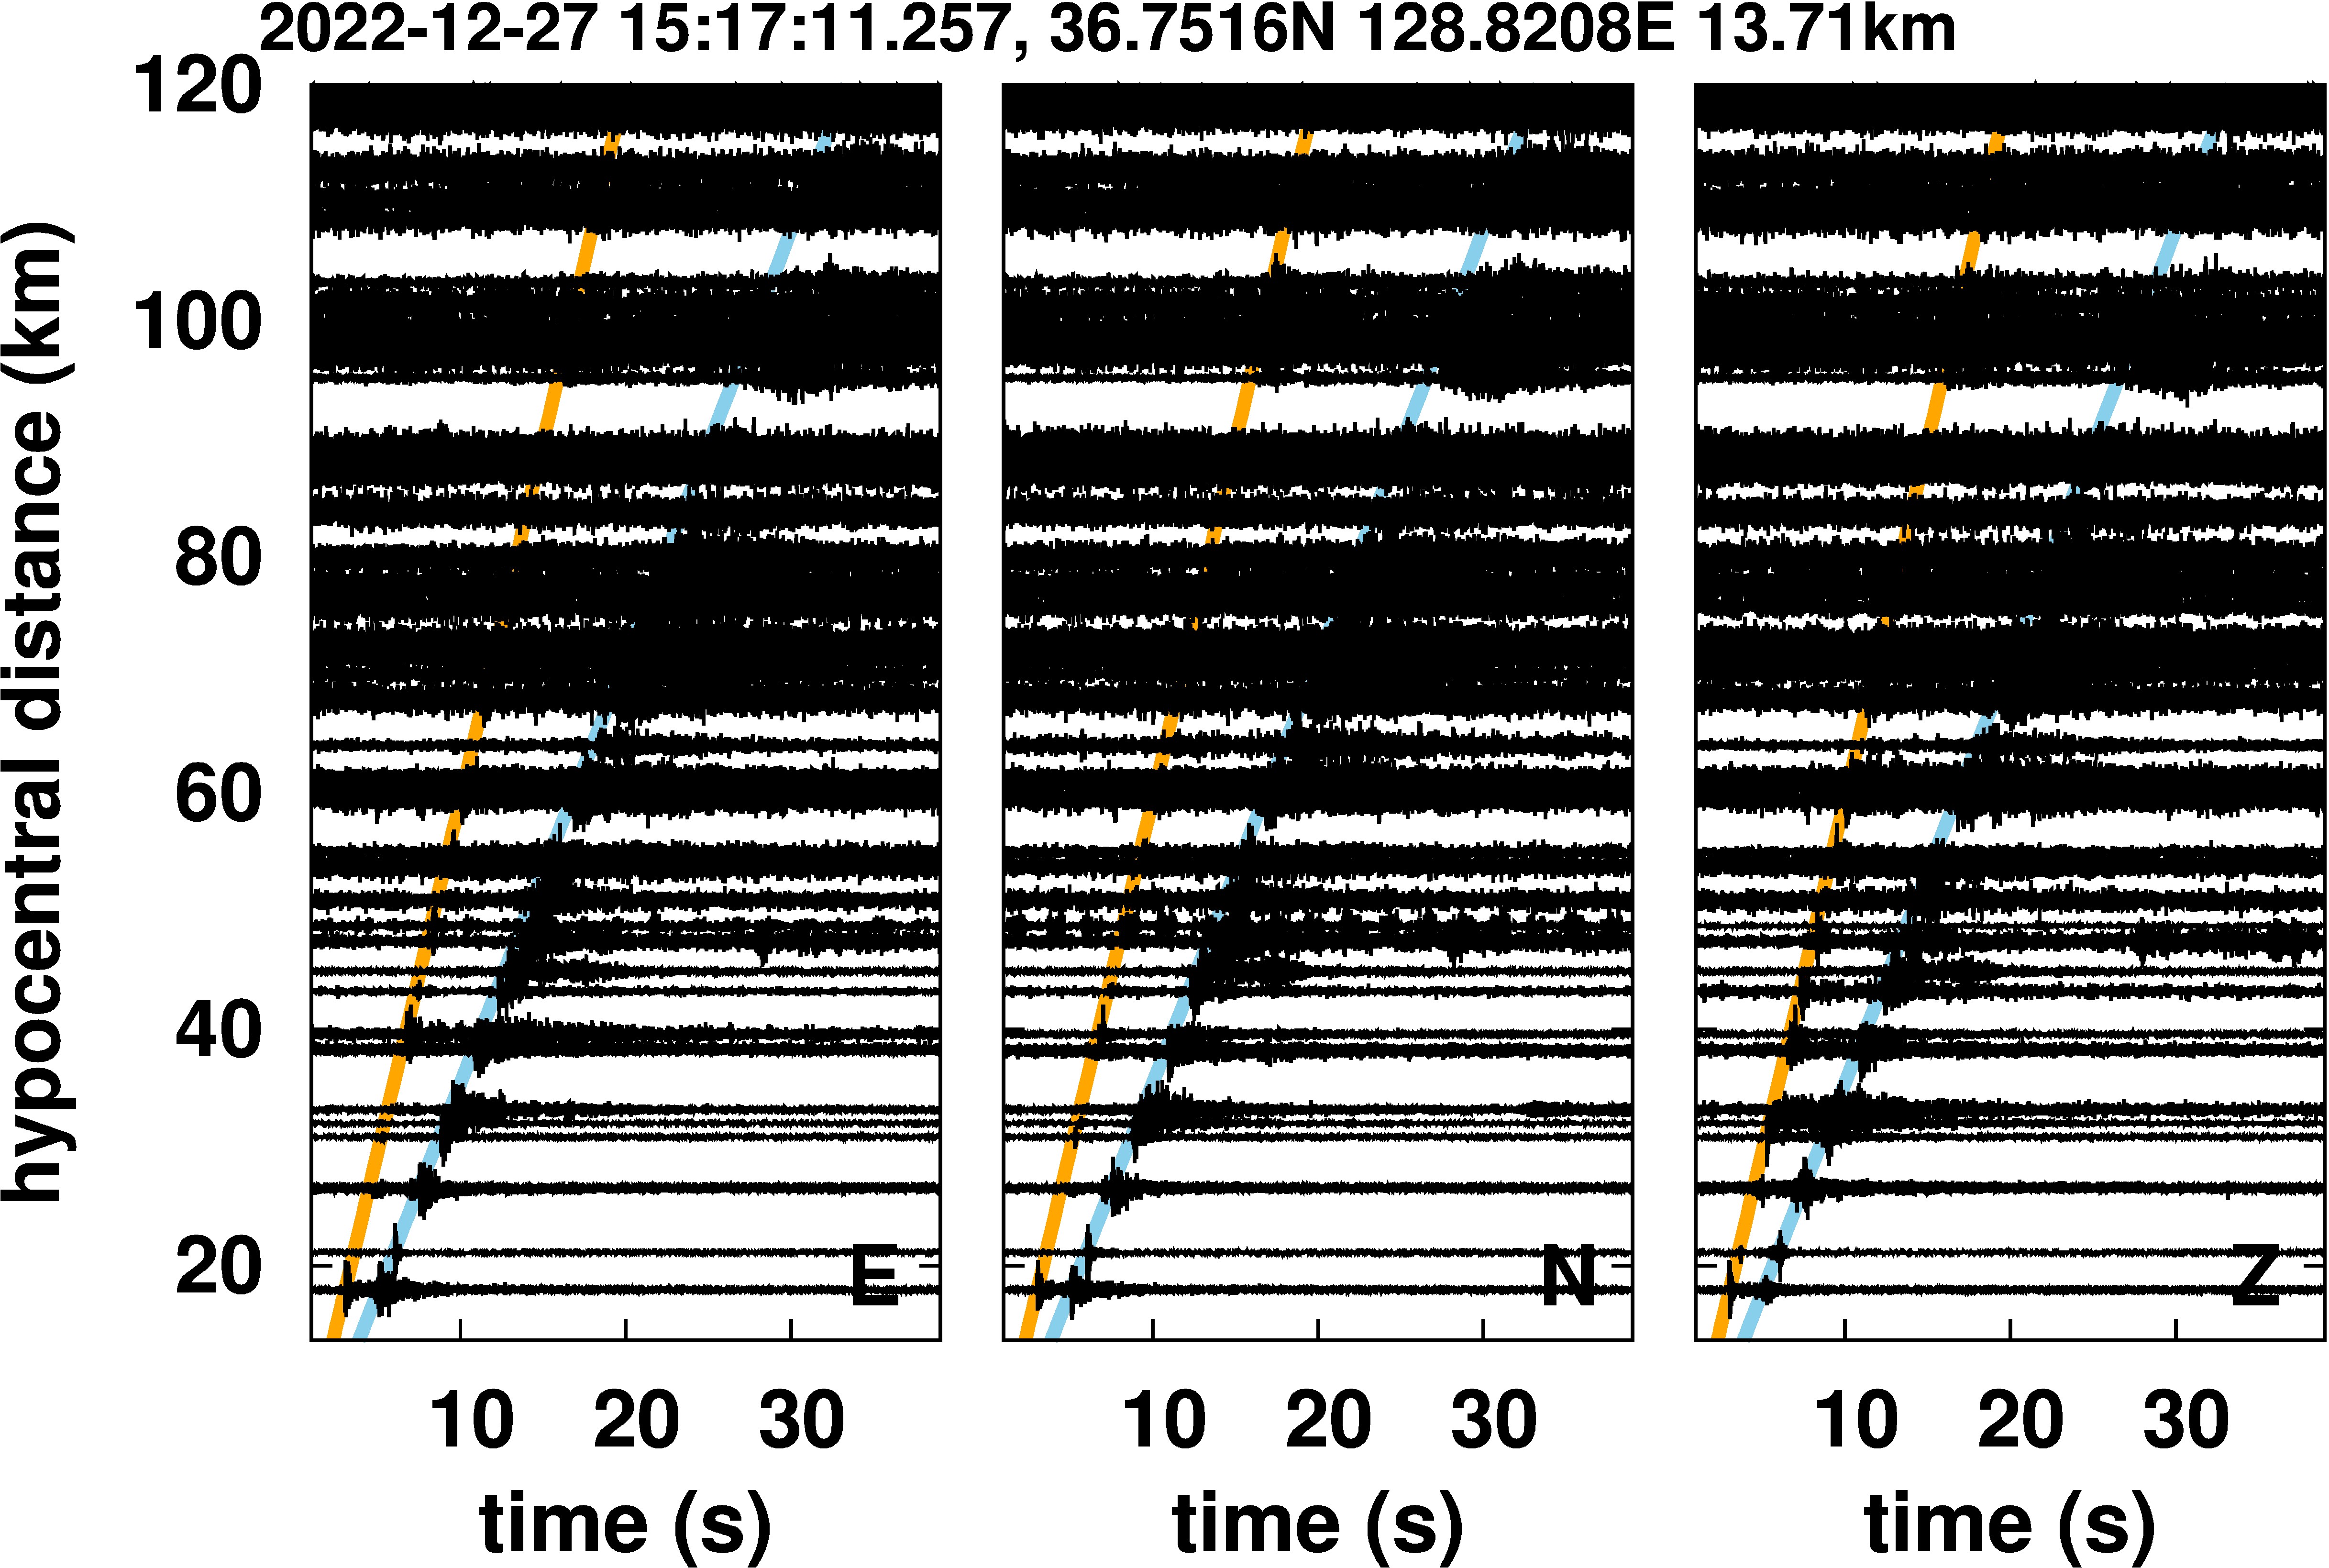 2022-12-27 15:17:11.257, 36.7516N 128.8208E 13.71km
hypocentral distance (km)
120
100
80
60
40
20
E
N
Z
10 20 30
10 20 30
10 20 30
time (s)
time (s)
time (s)